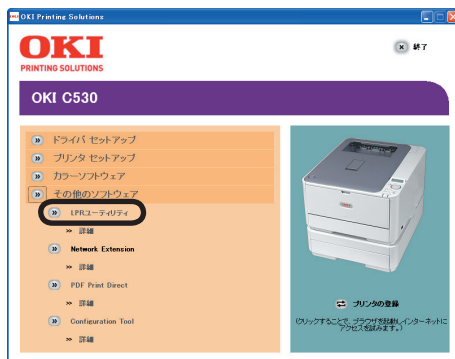 OKI Printing Solutions
OKI
PRINTING SOLUTIONS
終了
OKI C530
ドライバ セットアップ
プリンタ セットアップ
カラーソフトウェア
その他のソフトウェア
LPRユーティリティ
詳細
Network Extension
詳細
PDF Print Direct
詳細
Configuration Tool
詳細
プリンタの登録
(クリックすることで、ブラウザを起動しインターネットに
アクセスを試みます。)